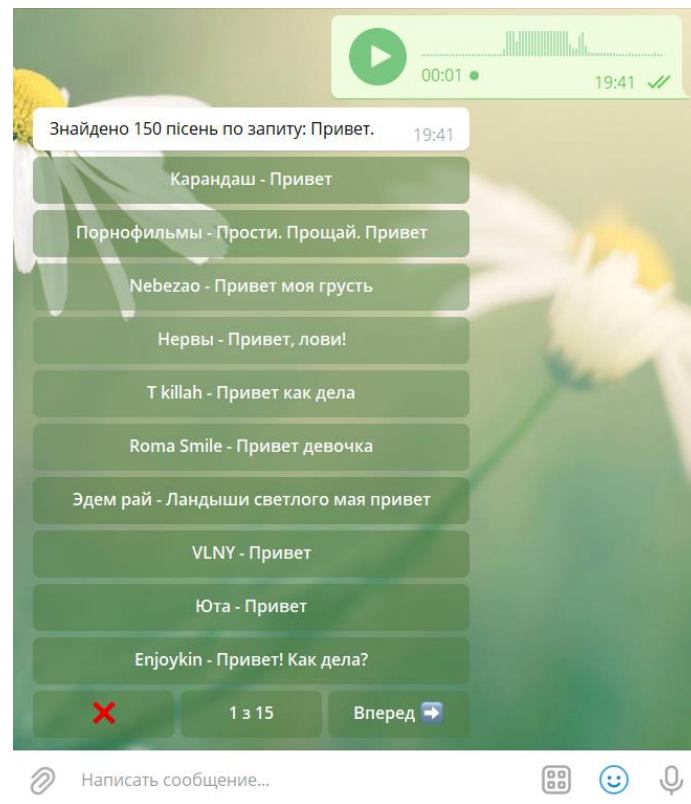 00:01
19:41
Знайдено 150 пісень по запиту: Привет.
19:41
Карандаш - Привет
Порнофильмы - Прости. Прощай. Привет
Nebezao - Привет моя грусть
Нервы - Привет, лови!
T killah - Привет как дела
Roma Smile - Привет девочка
Эдем рай - Ландыши светлого мая привет
VLNY - Привет
Юта - Привет
Enjoykin - Привет! Как дела?
1 з 15
Вперед
Написать сообщение...